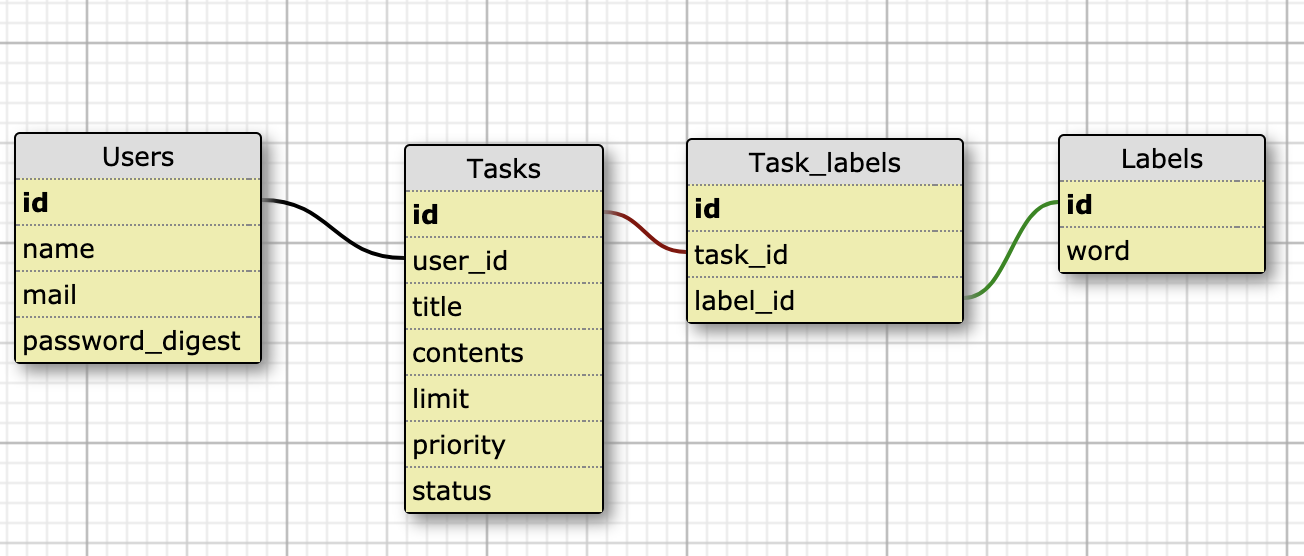 Users
id
name
mail
password_digest
Tasks
id
user_id
title
contents
limit
priority
status
Task_labels
id
task_id
label_id
Labels
id
word